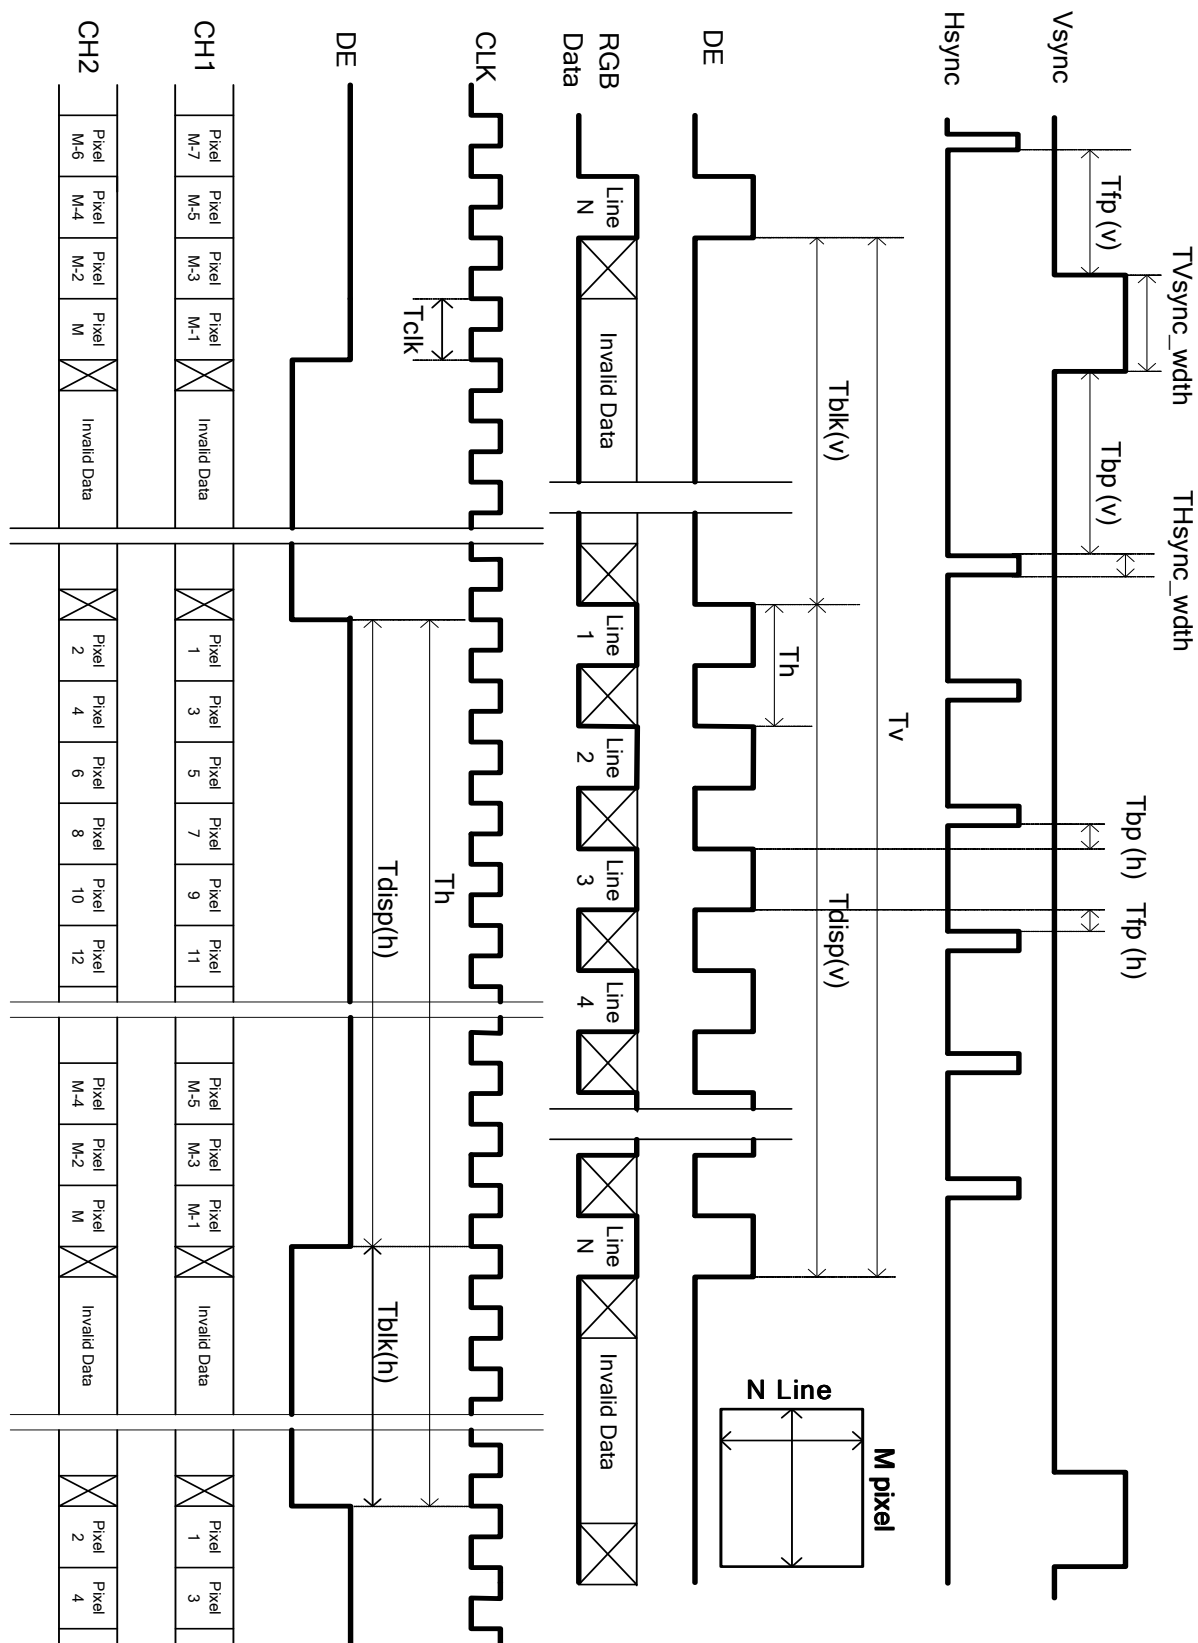 TVsync_wdth
THsync_wdth
Vsync
Tfp (v)
Tbp (v)
Tbp (h)
Tfp (h)
Hsync
Tv
Tblk(v)
Tdisp(v)
Th
N Line
M pixel
DE
RGB
Data
Line
N
Invalid Data
Line
1
Line
2
Line
3
Line
4
Line
N
Invalid Data
CLK
Tclk
Th
Tdisp(h)
Tblk(h)
DE
CH1
Pixel
M-7
Pixel
M-5
Pixel
M-3
Pixel
M-1
Invalid Data
Pixel
1
Pixel
3
Pixel
5
Pixel
7
Pixel
9
Pixel
11
Pixel
M-5
Pixel
M-3
Pixel
M-1
Invalid Data
Pixel
1
Pixel
3
CH2
Pixel
M-6
Pixel
M-4
Pixel
M-2
Pixel
M
Invalid Data
Pixel
2
Pixel
4
Pixel
6
Pixel
8
Pixel
10
Pixel
12
Pixel
M-4
Pixel
M-2
Pixel
M
Invalid Data
Pixel
2
Pixel
4